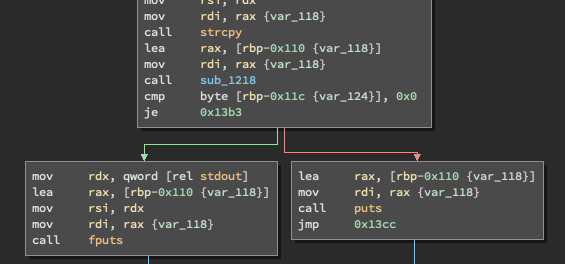 mov rsi, rdx
mov rdi, rax {var_118}
call strcpy
lea rax, [rbp-0x110 {var_118}]
mov rdi, rax {var_118}
call sub_1218
cmp byte [rbp-0x11c {var_124}], 0x0
je 0x13b3
mov rdx, qword [rel stdout]
lea rax, [rbp-0x110 {var_118}]
mov rsi, rdx
mov rdi, rax {var_118}
call fputs
lea rax, [rbp-0x110 {var_118}]
mov rdi, rax {var_118}
call puts
jmp 0x13cc